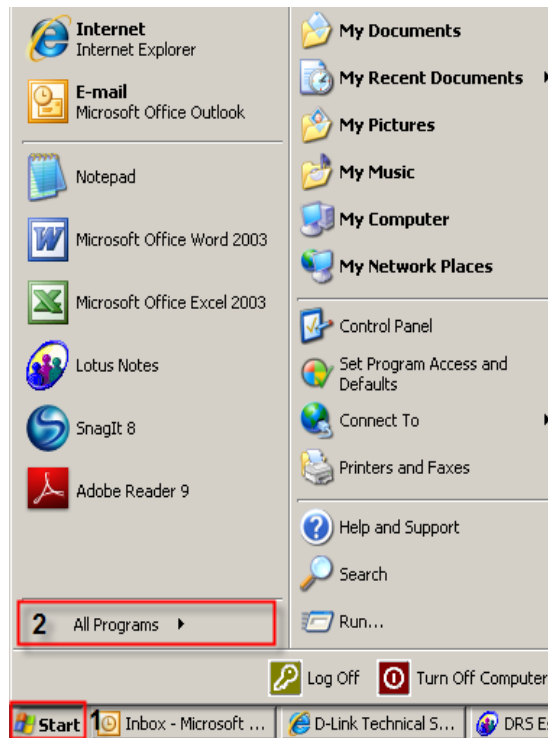 Internet
Internet Explorer
E-mail
Microsoft Office Outlook
Notepad
Microsoft Office Word 2003
Microsoft Office Excel 2003
Lotus Notes
SnagIt 8
Adobe Reader 9
2 All Programs
My Documents
My Recent Documents
My Pictures
My Music
My Computer
My Network Places
Control Panel
Set Program Access and
Defaults
Connect To
Printers and Faxes
Help and Support
Search
Run...
Log Off Turn Off Computer
Start 1 Inbox - Microsoft ... D-Link Technical S... DRS E